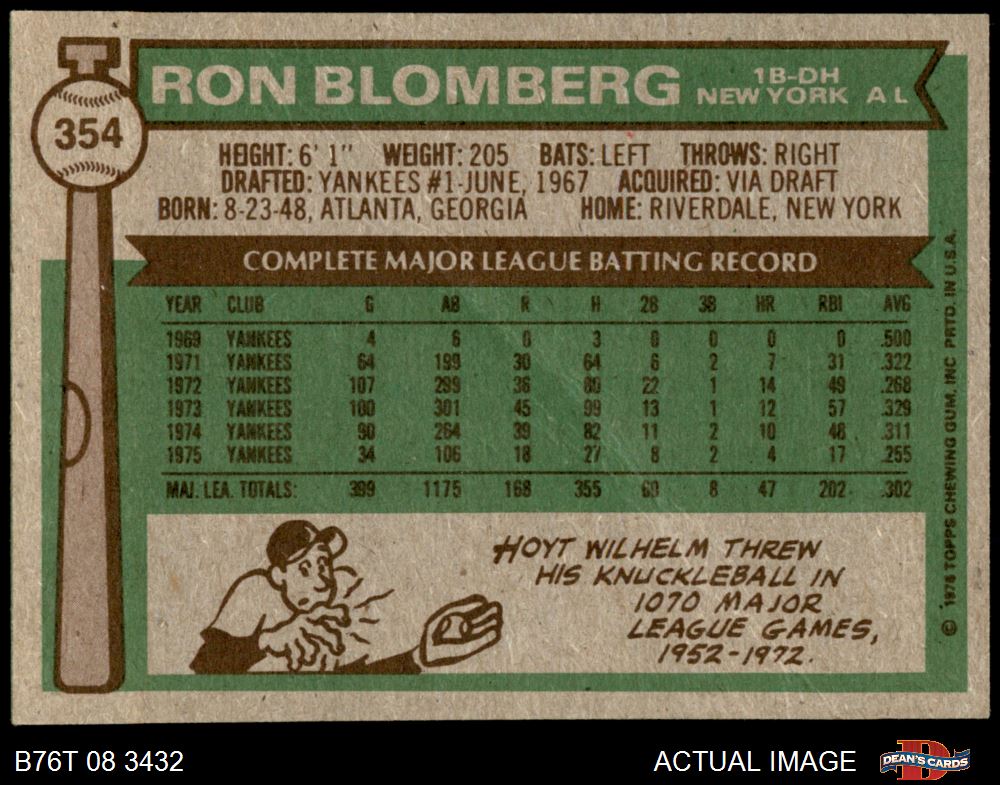 354
RON BLOMBERG
1B-DH
NEW YORK A L
HEIGHT: 6' 1" WEIGHT: 205 BATS: LEFT THROWS: RIGHT
DRAFTED: YANKEES #1-JUNE, 1967 ACQUIRED: VIA DRAFT
BORN: 8-23-48, ATLANTA, GEORGIA HOME: RIVERDALE, NEW YORK
COMPLETE MAJOR LEAGUE BATTING RECORD
YEAR CLUB G AB R H 2B 3B HR RBI AVG
1969 YANKEES 4 6 0 3 0 0 0 0 .500
1971 YANKEES 64 199 30 64 6 2 7 31 .322
1972 YANKEES 107 299 36 80 22 1 14 49 .268
1973 YANKEES 100 301 45 99 13 1 12 57 .329
1974 YANKEES 90 264 39 82 11 2 10 48 .311
1975 YANKEES 34 106 18 27 8 2 4 17 .255
MAJ. LEA. TOTALS: 399 1175 168 355 60 8 47 202 .302
HOYT WILHELM THREW
HIS KNUCKLEBALL IN
1070 MAJOR
LEAGUE GAMES,
1952-1972.
© 1976 TOPPS CHEWING GUM, INC PRTD. IN U.S.A.
B76T 08 3432
ACTUAL IMAGE
D
DEAN'S CARDS